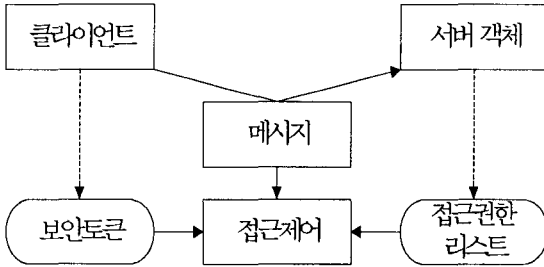 클라이언트
서버 객체
메시지
보안토큰
접근제어
접근권한
리스트